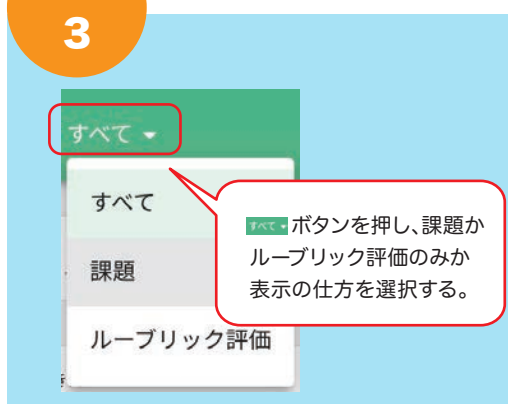 3
すべて
すべて
課題
ルーブリック評価
すべて ボタンを押し、課題か
ルーブリック評価のみか
表示の仕方を選択する。